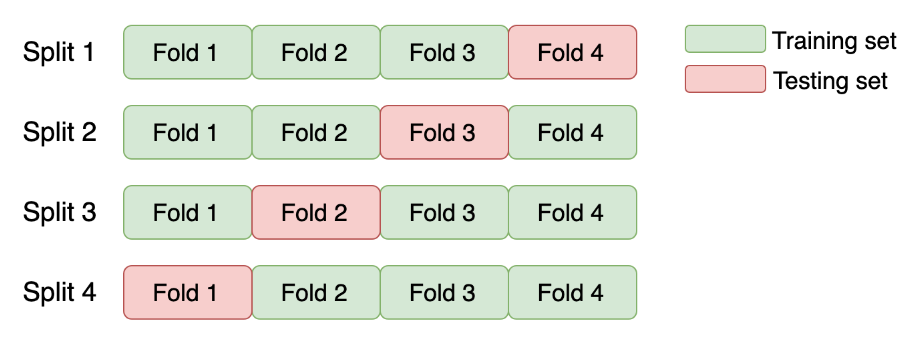 Split 1 Fold 1 Fold 2 Fold 3 Fold 4 Training set
Testing set
Split 2 Fold 1 Fold 2 Fold 3 Fold 4
Split 3 Fold 1 Fold 2 Fold 3 Fold 4
Split 4 Fold 1 Fold 2 Fold 3 Fold 4